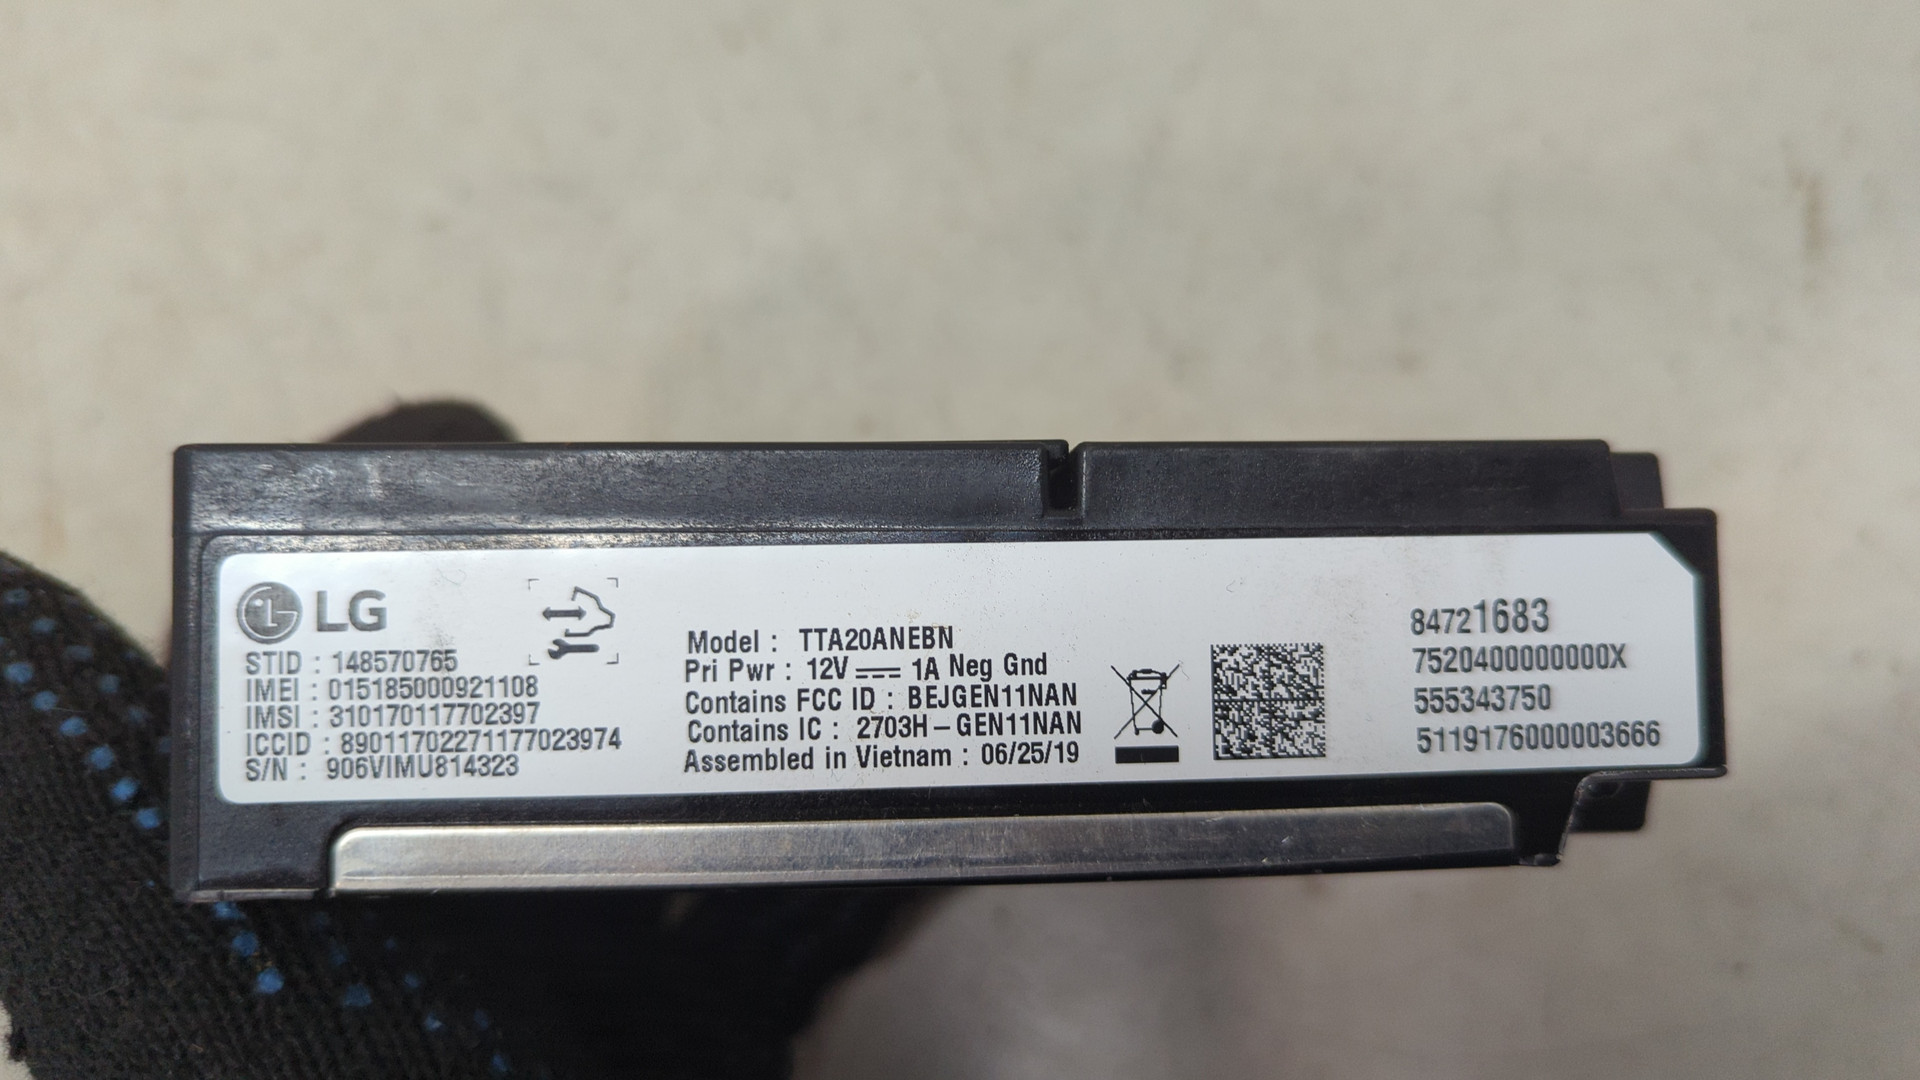 LG
STID : 148570765
IMEI : 015185000921108
IMSI : 310170117702397
ICCID : 89011702271177023974
S/N : 906VIMU814323
Model : TTA20ANEBN
Pri Pwr : 12V 1A Neg Gnd
Contains FCC ID : BEJGEN11NAN
Contains IC : 2703H-GEN11NAN
Assembled in Vietnam : 06/25/19
84721683
7520400000000X
555343750
5119176000003666